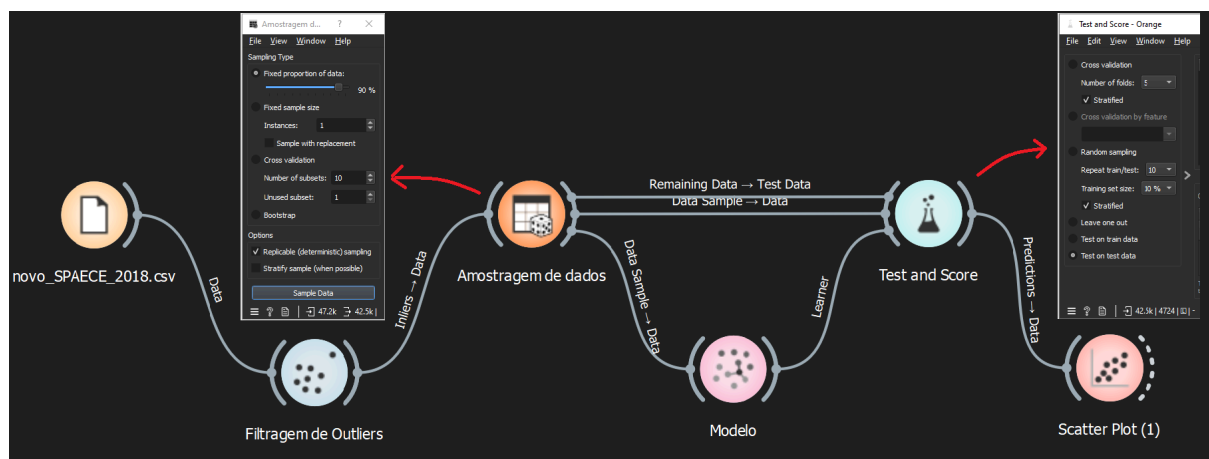 Amostragem d... ? ×
File View Window Help
Sampling Type
Fixed proportion of data:
90 %
Fixed sample size
Instances: 1
Sample with replacement
Cross validation
Number of subsets: 10
Unused subset: 1
Bootstrap
Options
Replicable (deterministic) sampling
Stratify sample (when possible)
Sample Data
47.2k 42.5k |
Test and Score - Orange
File Edit View Window Help
Cross validation
Number of folds: 5
Stratified
Cross validation by feature
Random sampling
Repeat train/test: 10
Training set size: 10 %
Stratified
Leave one out
Test on train data
Test on test data
42.5k | 4724 |
novo_SPAECE_2018.csv
Data
Filtragem de Outliers
Inliers → Data
Amostragem de dados
Remaining Data → Test Data
Data Sample → Data
Data Sample → Data
Modelo
Learner
Test and Score
Predictions → Data
Scatter Plot (1)